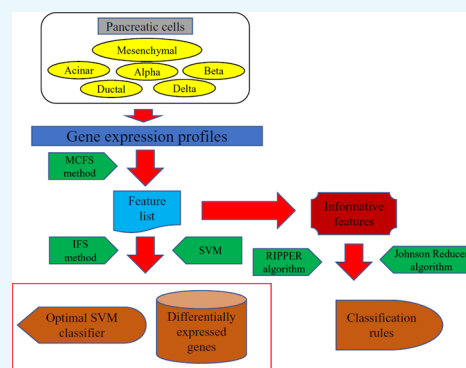 Pancreatic cells
Mesenchymal
Acinar
Alpha
Beta
Ductal
Delta
Gene expression profiles
MCFS
method
Feature
list
Informative
features
IFS
method
SVM
RIPPER
algorithm
Johnson Reducer
algorithm
Optimal SVM
classifier
Differentially
expressed
genes
Classification
rules